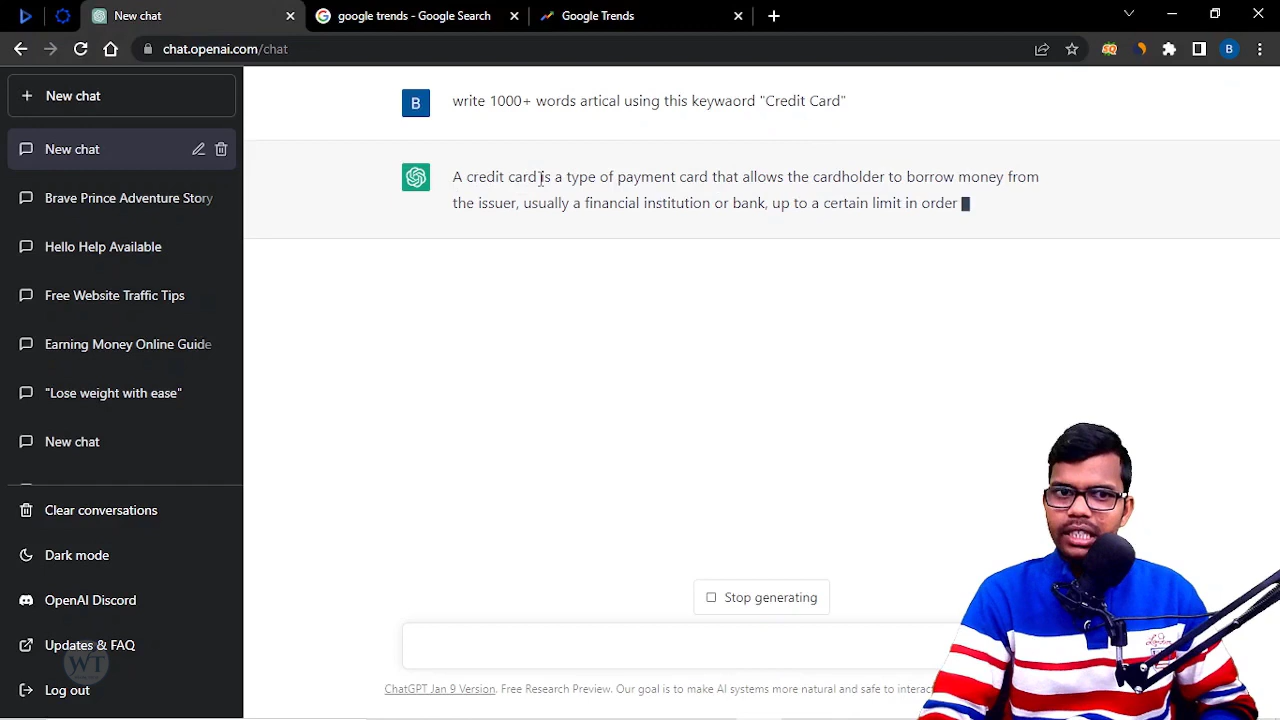 New chat
google trends - Google Search
Google Trends
B
chat.openai.com/chat
New chat
New chat
Brave Prince Adventure Story
Hello Help Available
Free Website Traffic Tips
Earning Money Online Guide
"Lose weight with ease"
New chat
Clear conversations
Dark mode
OpenAI Discord
Updates & FAQ
Log out
WT
B
write 1000+ words artical using this keywaord "Credit Card"
A credit card is a type of payment card that allows the cardholder to borrow money from
the issuer, usually a financial institution or bank, up to a certain limit in order
Stop generating
ChatGPT Jan 9 Version. Free Research Preview. Our goal is to make AI systems more natural and safe to interac